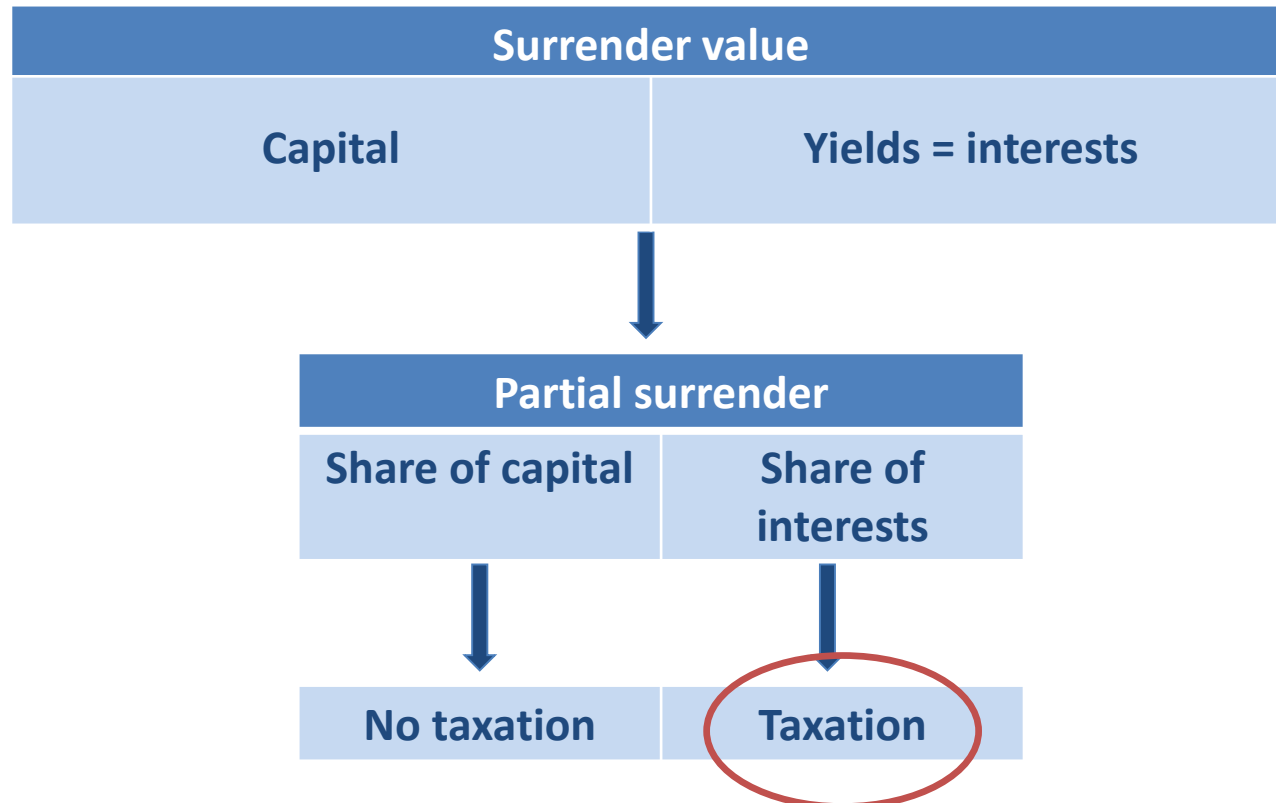 Surrender value
Capital
Yields = interests
Partial surrender
Share of capital
Share of
interests
No taxation
Taxation